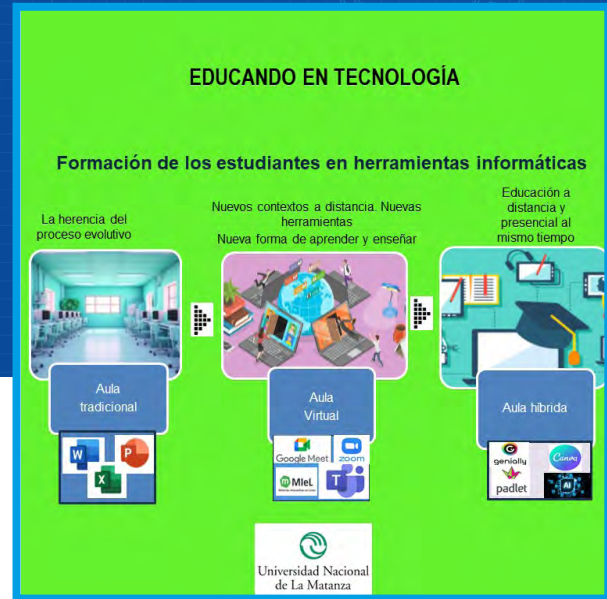 EDUCANDO EN TECNOLOGÍA
Formación de los estudiantes en herramientas informáticas
La herencia del
proceso evolutivo
Nuevos contextos a distancia. Nuevas
herramientas
Nueva forma de aprender y enseñar
Educación a
distancia y
presencial al
mismo tiempo
Aula
tradicional
Aula
Virtual
Aula híbrida
W
P
X
Google Meet
zoom
MIeL
T
genially
Canva
padlet
AI
Universidad Nacional
de La Matanza